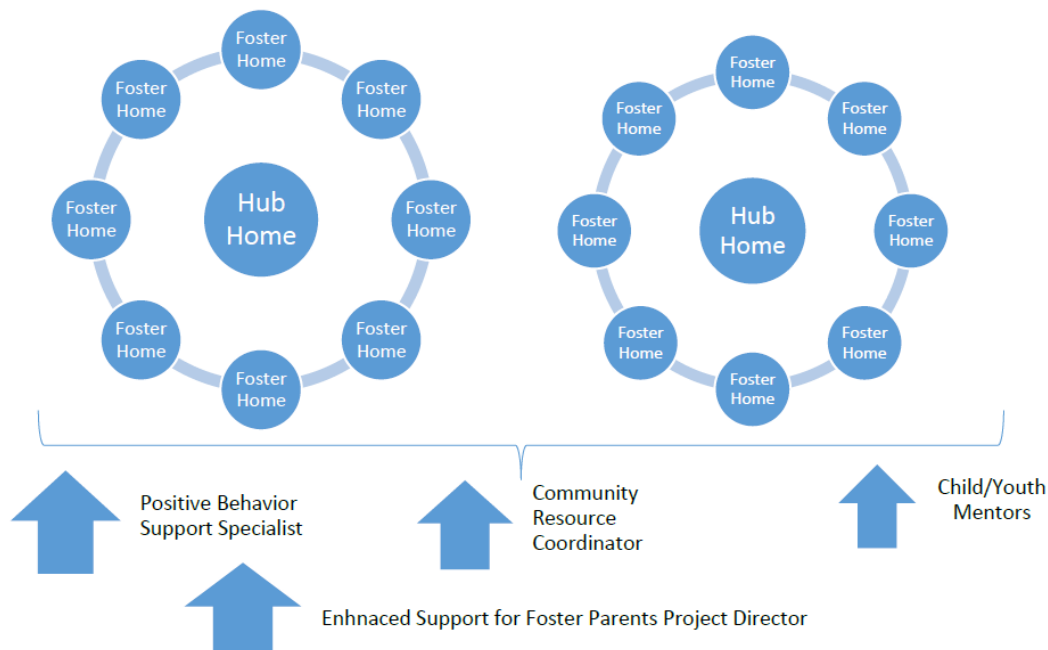 Foster
Home
Foster
Home
Foster
Home
Foster
Home
Hub
Home
Foster
Home
Foster
Home
Foster
Home
Foster
Home
Foster
Home
Foster
Home
Foster
Home
Foster
Home
Hub
Home
Foster
Home
Foster
Home
Foster
Home
Foster
Home
Positive Behavior
Support Specialist
Community
Resource
Coordinator
Child/Youth
Mentors
Enhnaced Support for Foster Parents Project Director